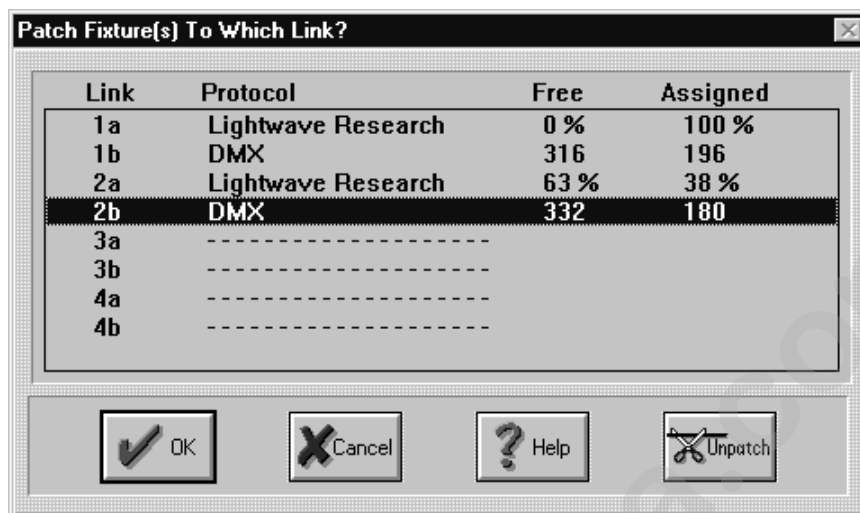 Patch Fixture(s) To Which Link?
Link Protocol Free Assigned
1a Lightwave Research 0 % 100 %
1b DMX 316 196
2a Lightwave Research 63 % 38 %
2b DMX 332 180
3a - - - - - - - - - - - - - - - - - - - -
3b - - - - - - - - - - - - - - - - - - - -
4a - - - - - - - - - - - - - - - - - - - -
4b - - - - - - - - - - - - - - - - - - - -
OK Cancel Help Unpatch